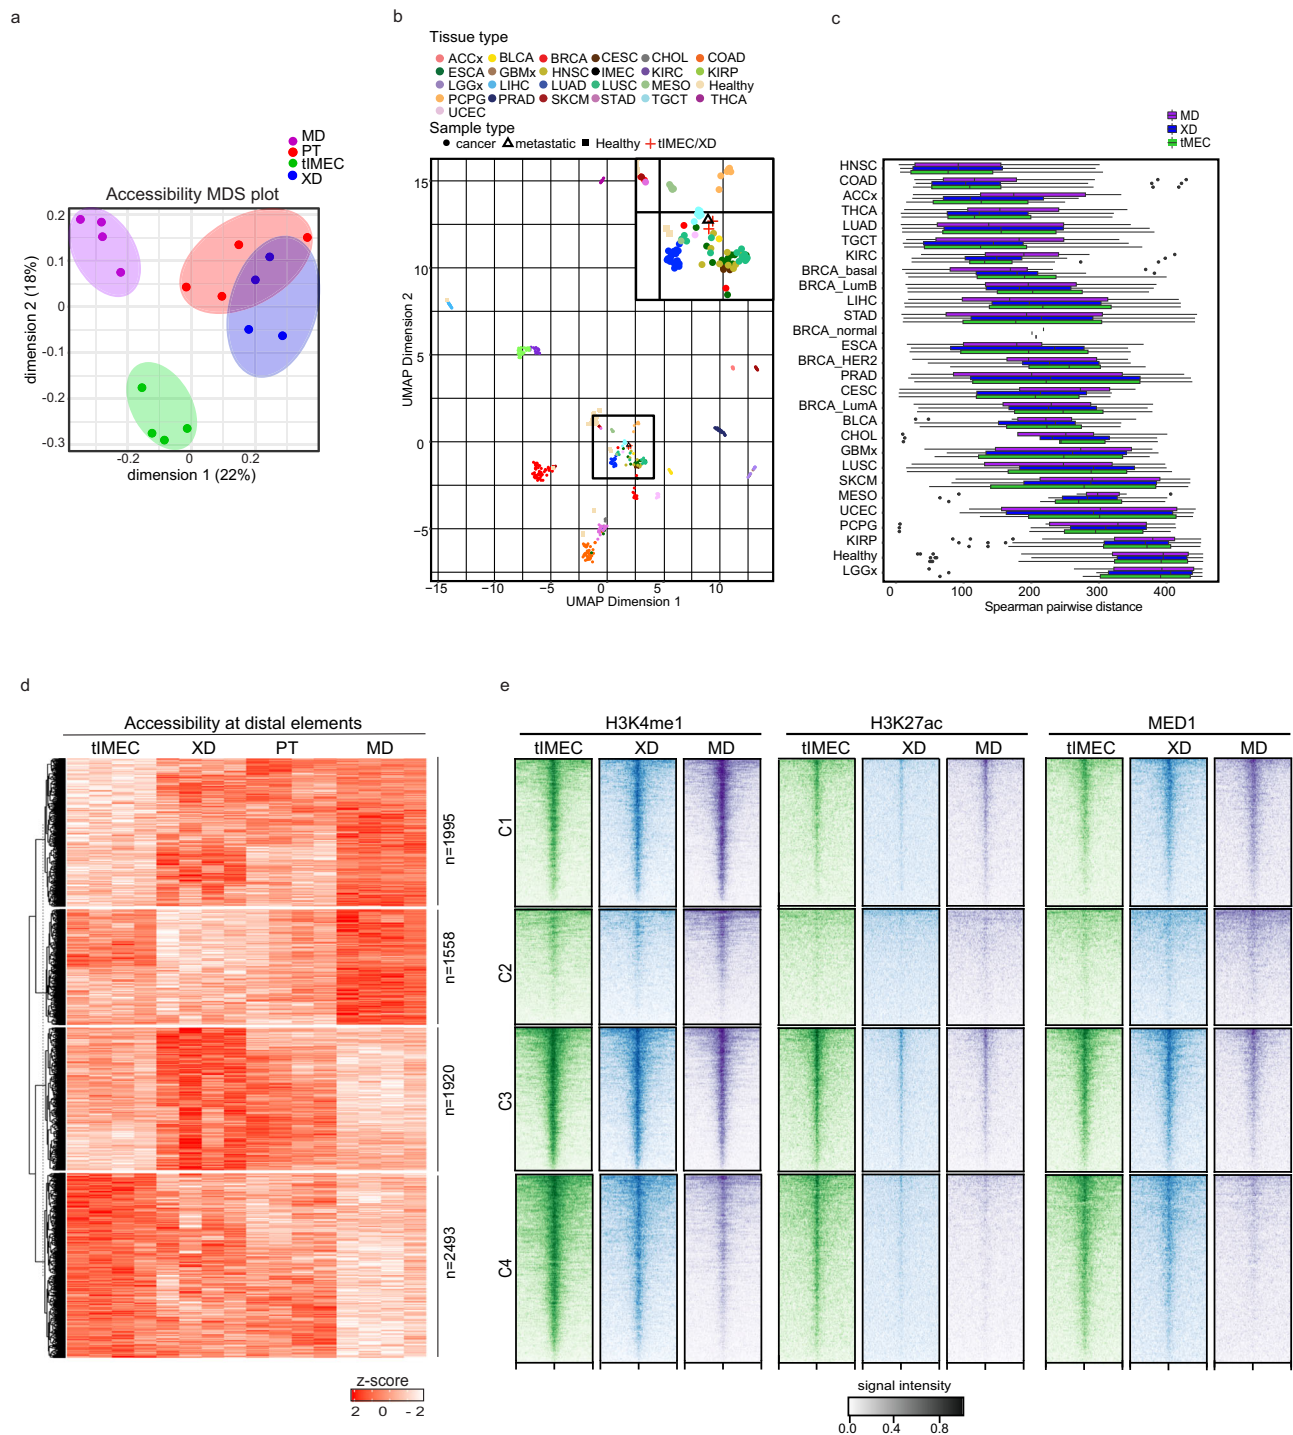 a
b
c
MD
PT
tIMEC
XD
Accessibility MDS plot
dimension 2 (18%)
0.2
0.1
0
-0.1
-0.2
-0.3
-0.2
0
0.2
dimension 1 (22%)
Tissue type
ACCx BLCA BRCA CESC CHOL COAD
ESCA GBMx HNSC IMEC KIRC KIRP
LGGx LIHC LUAD LUSC MESO Healthy
PCPG PRAD SKCM STAD TGCT THCA
UCEC
Sample type
cancer metastatic Healthy tIMEC/XD
UMAP Dimension 2
15
10
5
0
−5
−15 −10 −5 0 5 10
UMAP Dimension 1
MD
XD
tMEC
HNSC
COAD
ACCx
THCA
LUAD
TGCT
KIRC
BRCA_basal
BRCA_LumB
LIHC
STAD
BRCA_normal
ESCA
BRCA_HER2
PRAD
CESC
BRCA_LumA
BLCA
CHOL
GBMx
LUSC
SKCM
MESO
UCEC
PCPG
KIRP
Healthy
LGGx
0 100 200 300 400
Spearman pairwise distance
d
e
Accessibility at distal elements
tIMEC XD PT MD
n=1995
n=1558
n=1920
n=2493
z-score
2 0 - 2
H3K4me1 H3K27ac MED1
tIMEC XD MD tIMEC XD MD tIMEC XD MD
C1
C2
C3
C4
signal intensity
0.0 0.4 0.8